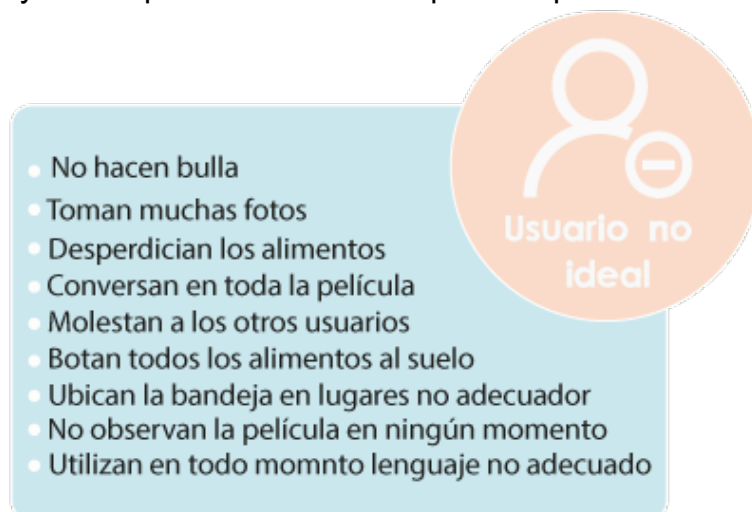 No hacen bulla
Toman muchas fotos
Desperdician los alimentos
Conversan en toda la película
Molestan a los otros usuarios
Botan todos los alimentos al suelo
Ubican la bandeja en lugares no adecuador
No observan la película en ningún momento
Utilizan en todo momnto lenguaje no adecuado
Usuario no
ideal